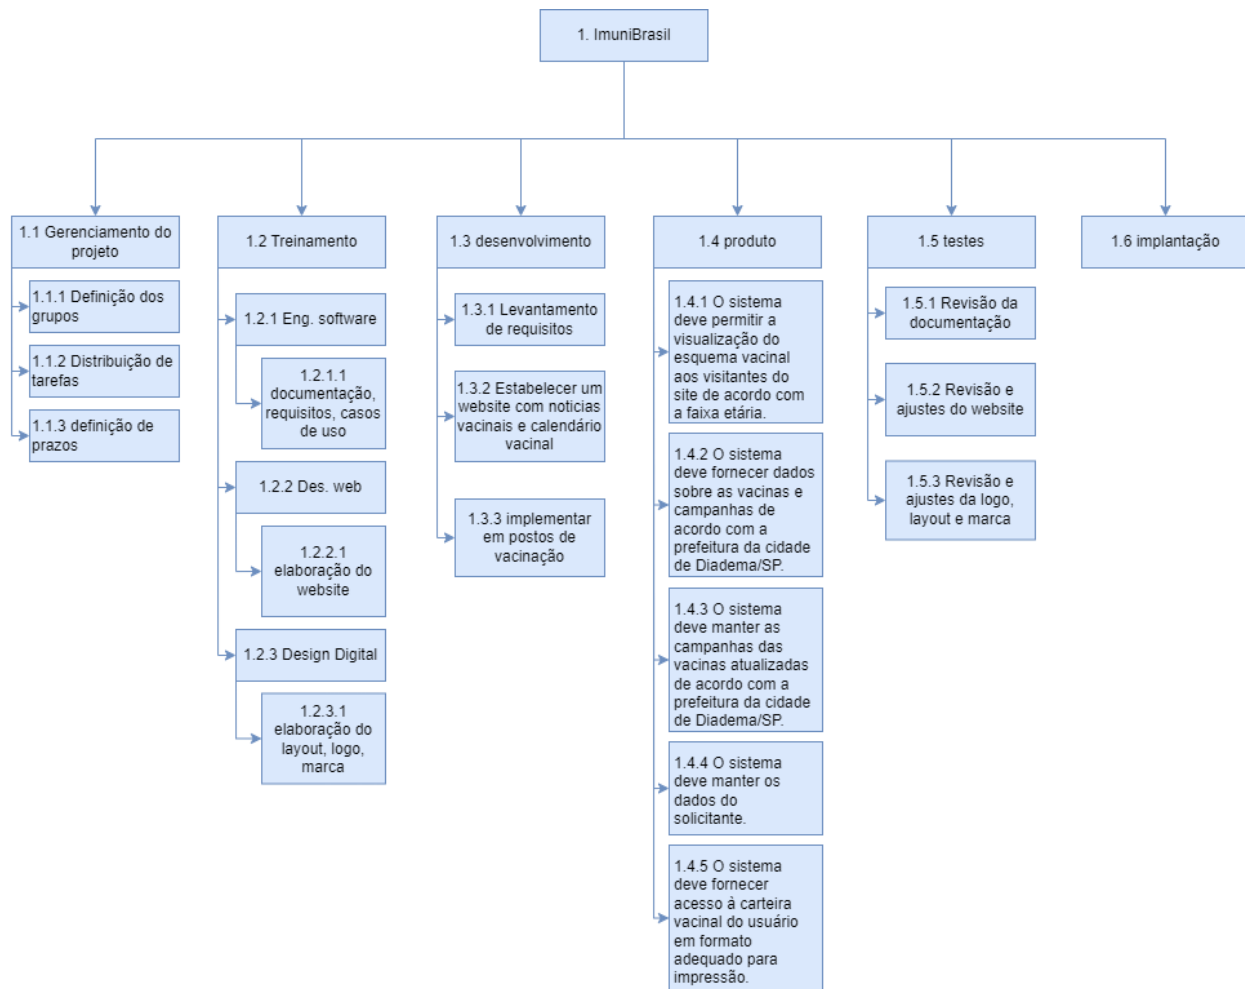 1. ImuniBrasil
1.1 Gerenciamento do
projeto
1.1.1 Definição dos
grupos
1.1.2 Distribuição de
tarefas
1.1.3 definição de
prazos
1.2 Treinamento
1.2.1 Eng. software
1.2.1.1
documentação,
requisitos, casos
de uso
1.2.2 Des. web
1.2.2.1
elaboração do
website
1.2.3 Design Digital
1.2.3.1
elaboração do
layout, logo,
marca
1.3 desenvolvimento
1.3.1 Levantamento
de requisitos
1.3.2 Estabelecer um
website com noticias
vacinais e calendário
vacinal
1.3.3 implementar
em postos de
vacinação
1.4 produto
1.4.1 O sistema
deve permitir a
visualização do
esquema vacinal
aos visitantes do
site de acordo com
a faixa etária.
1.4.2 O sistema
deve fornecer dados
sobre as vacinas e
campanhas de
acordo com a
prefeitura da cidade
de Diadema/SP.
1.4.3 O sistema
deve manter as
campanhas das
vacinas atualizadas
de acordo com a
prefeitura da cidade
de Diadema/SP.
1.4.4 O sistema
deve manter os
dados do
solicitante.
1.4.5 O sistema
deve fornecer
acesso à carteira
vacinal do usuário
em formato
adequado para
impressão.
1.5 testes
1.5.1 Revisão da
documentação
1.5.2 Revisão e
ajustes do website
1.5.3 Revisão e
ajustes da logo,
layout e marca
1.6 implantação